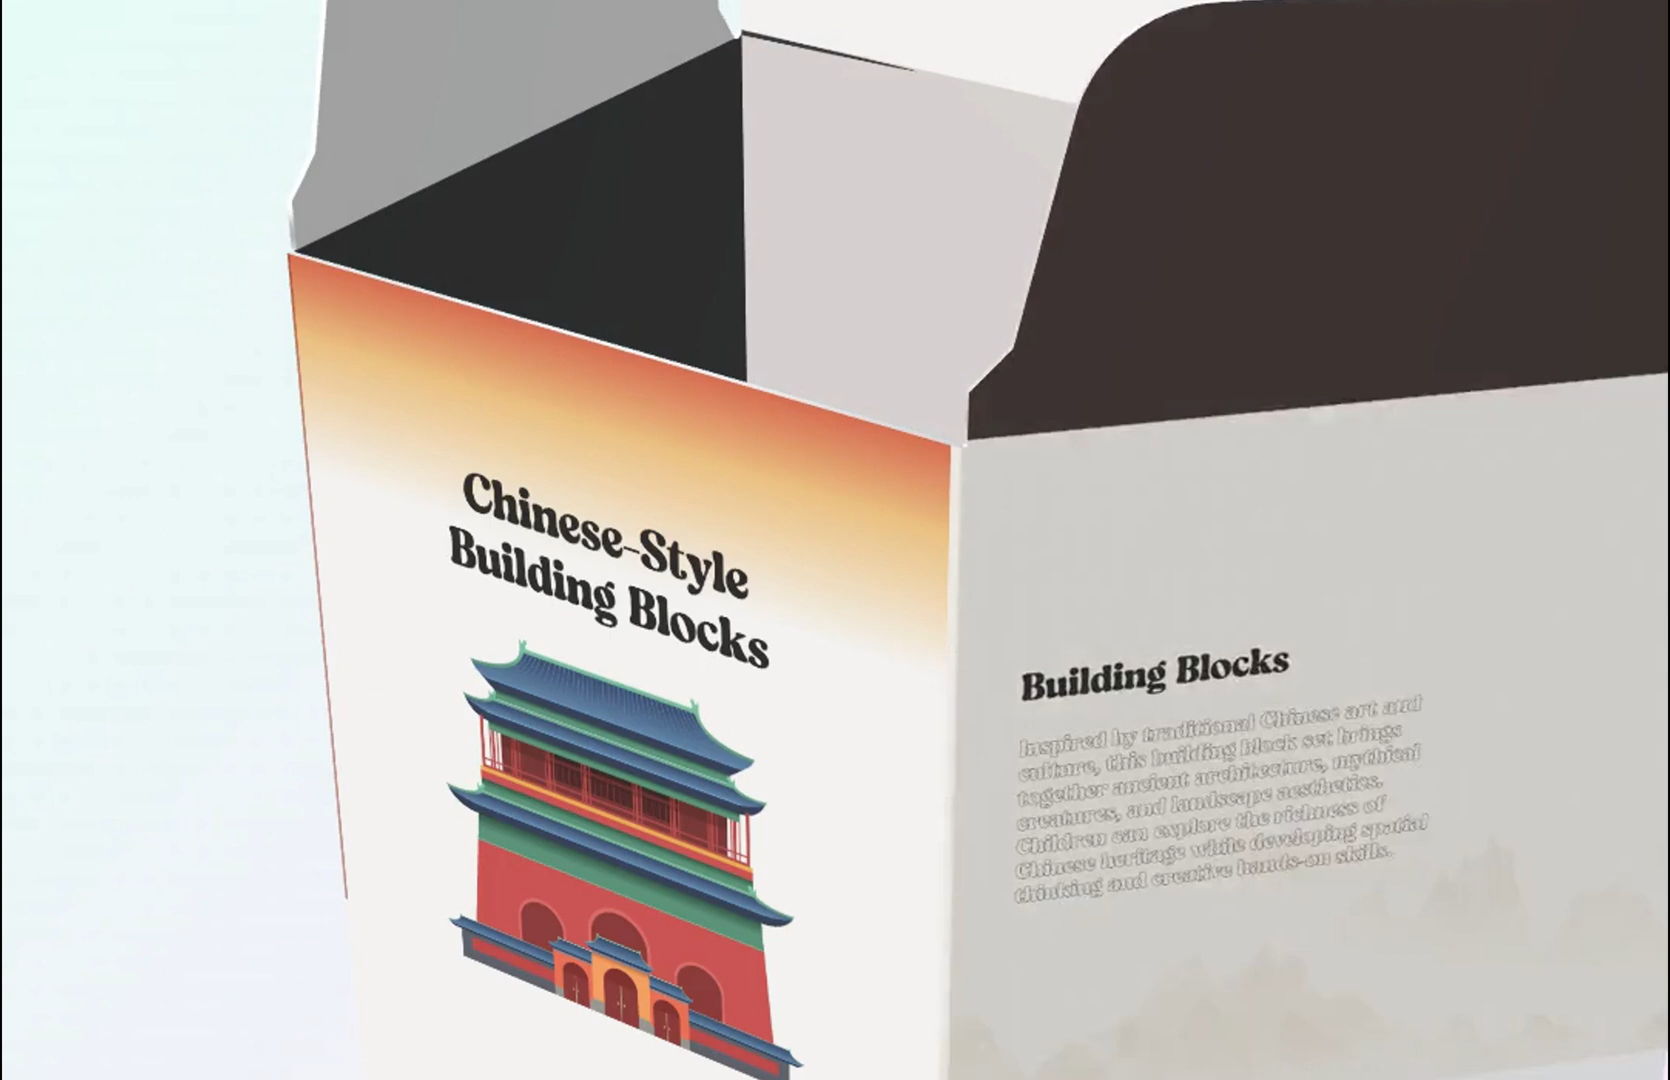 Chinese-Style
Building Blocks
Building Blocks
Inspired by traditional Chinese art and
culture, this building block set brings
together ancient architecture, mythical
creatures, and landscape aesthetics.
Children can explore the richness of
Chinese heritage while developing spatial
thinking and creative hands-on skills.